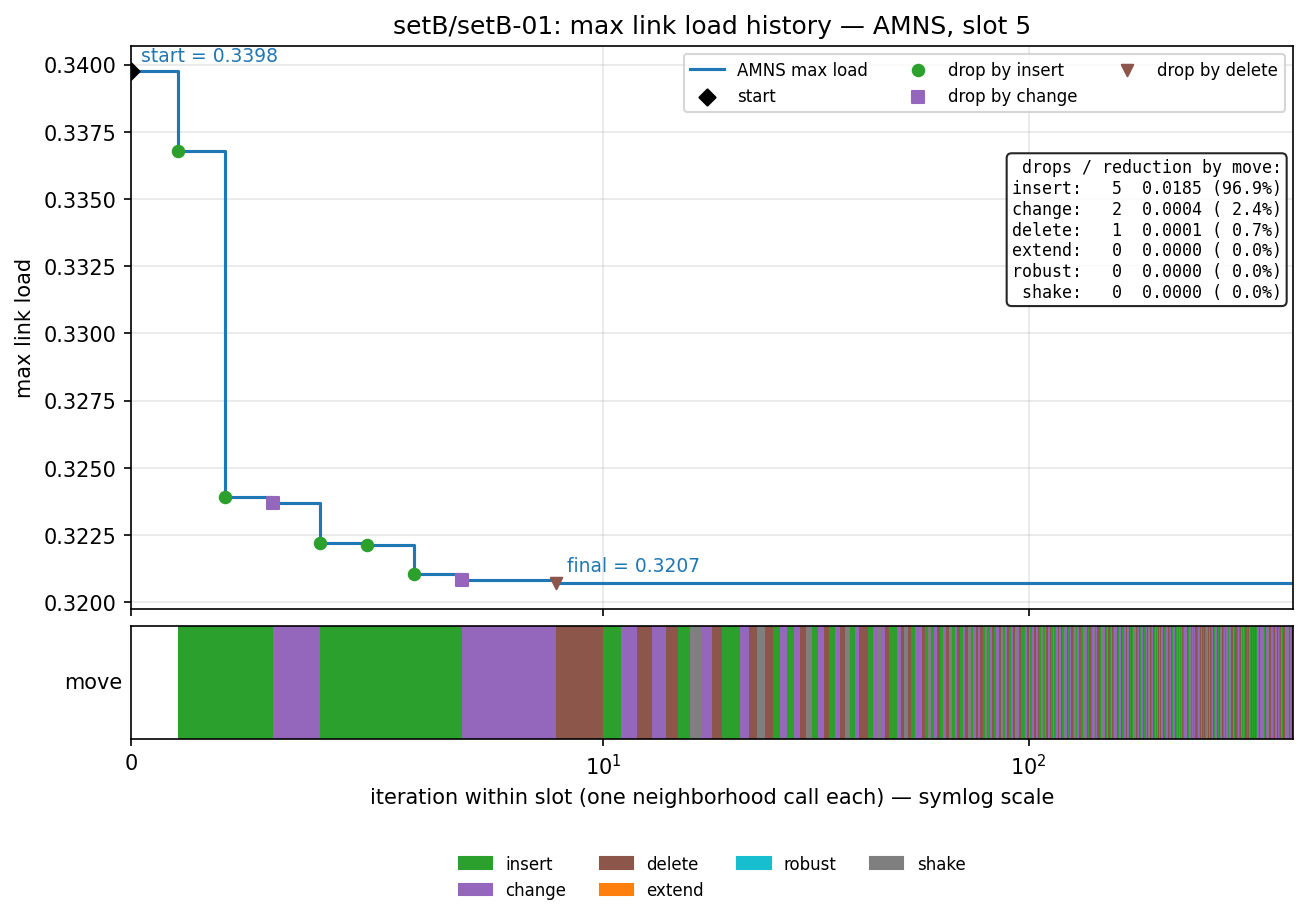 setB/setB-01: max link load history — AMNS, slot 5
start = 0.3398
AMNS max load
start
drop by insert
drop by change
drop by delete
drops / reduction by move:
insert: 5 0.0185 (96.9%)
change: 2 0.0004 ( 2.4%)
delete: 1 0.0001 ( 0.7%)
extend: 0 0.0000 ( 0.0%)
robust: 0 0.0000 ( 0.0%)
shake: 0 0.0000 ( 0.0%)
max link load
0.3400
0.3375
0.3350
0.3325
0.3300
0.3275
0.3250
0.3225
0.3200
final = 0.3207
move
0
10¹
10²
iteration within slot (one neighborhood call each) — symlog scale
insert
change
delete
extend
robust
shake